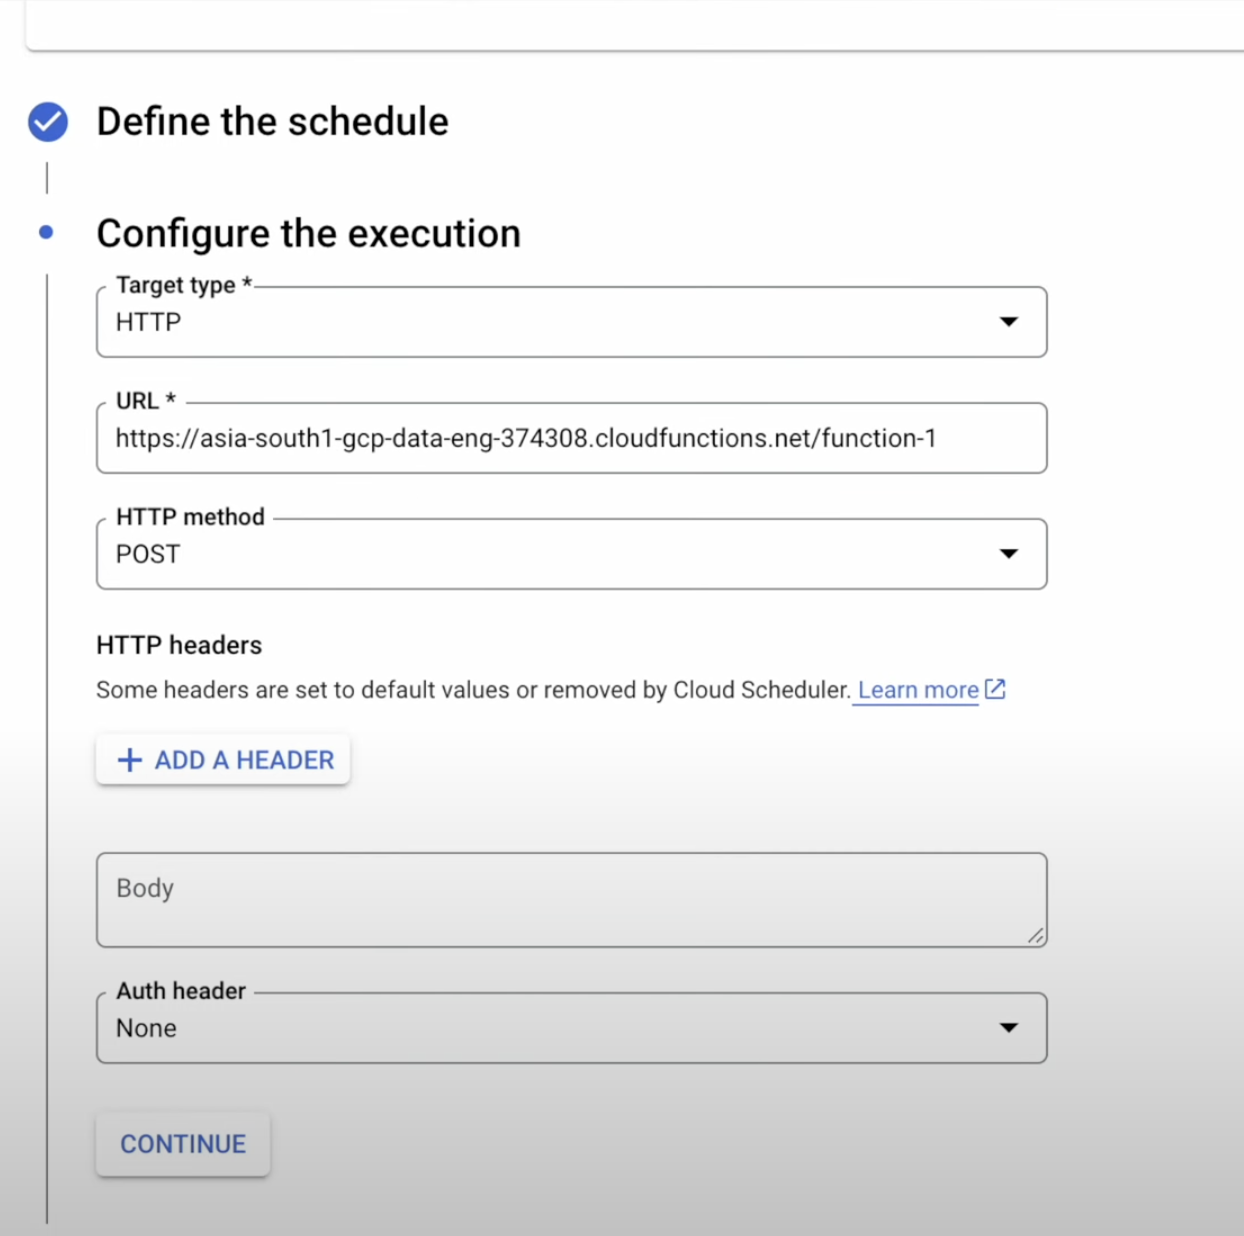 Define the schedule
Configure the execution
Target type *
HTTP
URL *
https://asia-south1-gcp-data-eng-374308.cloudfunctions.net/function-1
HTTP method
POST
HTTP headers
Some headers are set to default values or removed by Cloud Scheduler. Learn more
+ ADD A HEADER
Body
Auth header
None
CONTINUE